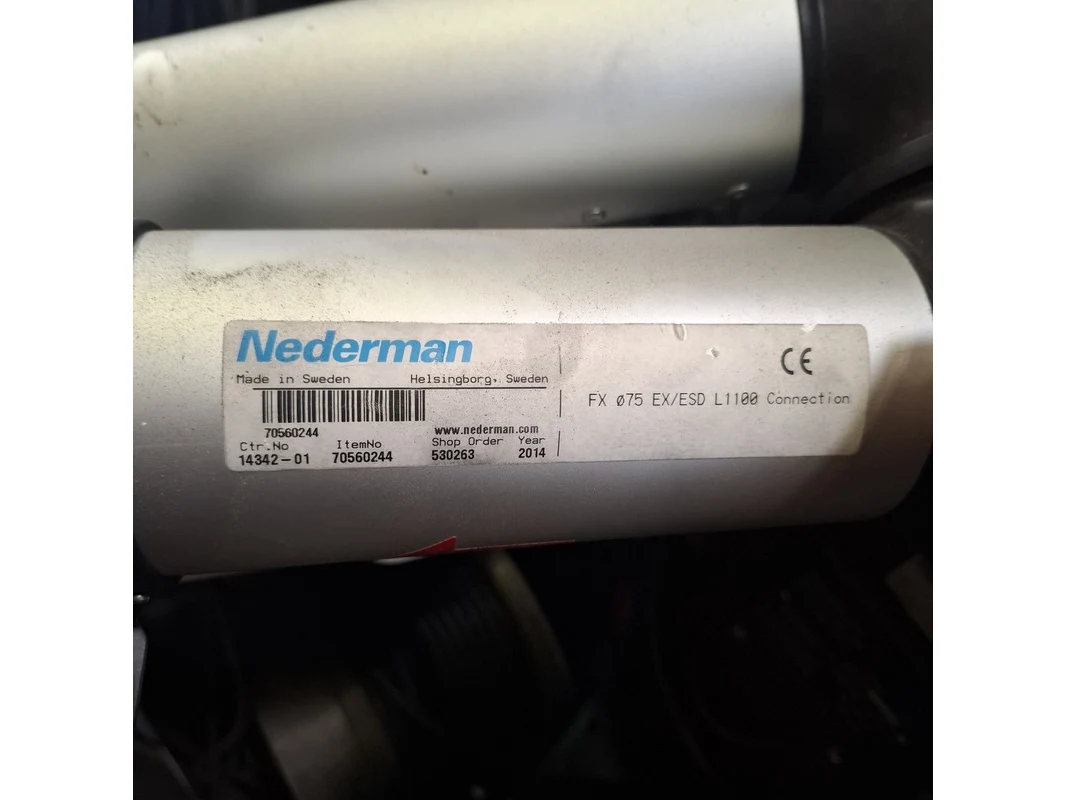 Nederman
Made in Sweden Helsingborg, Sweden
70560244
www.nederman.com
Ctr.No ItemNo Shop Order Year
14342-01 70560244 530263 2014
CE
FX ø75 EX/ESD L1100 Connection